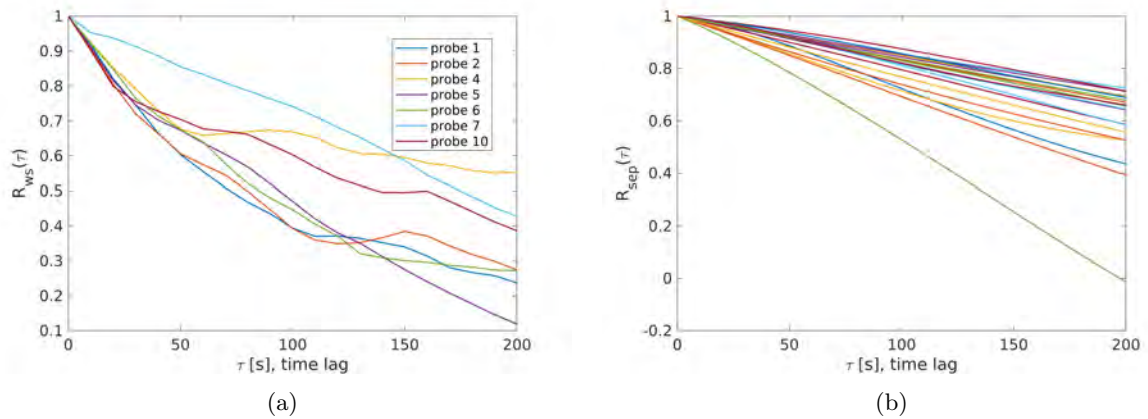 1
0.9
0.8
0.7
0.6
0.5
0.4
0.3
0.2
0.1
R_ws(τ)
0 50 100 150 200
τ [s], time lag
probe 1
probe 2
probe 4
probe 5
probe 6
probe 7
probe 10
(a)
1
0.8
0.6
0.4
0.2
0
-0.2
R_sep(τ)
0 50 100 150 200
τ [s], time lag
(b)